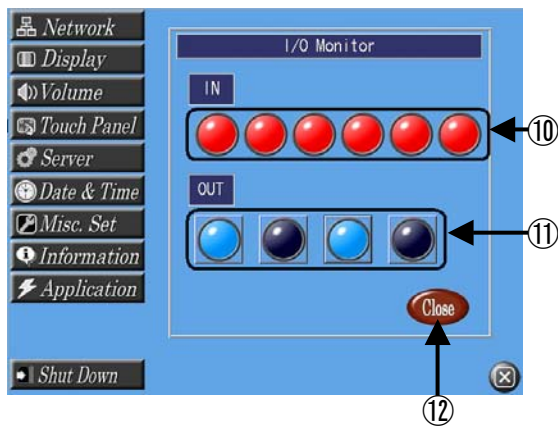 Network
Display
Volume
Touch Panel
Server
Date & Time
Misc. Set
Information
Application
Shut Down
I/O Monitor
IN
⑩
OUT
⑪
Close
⑫